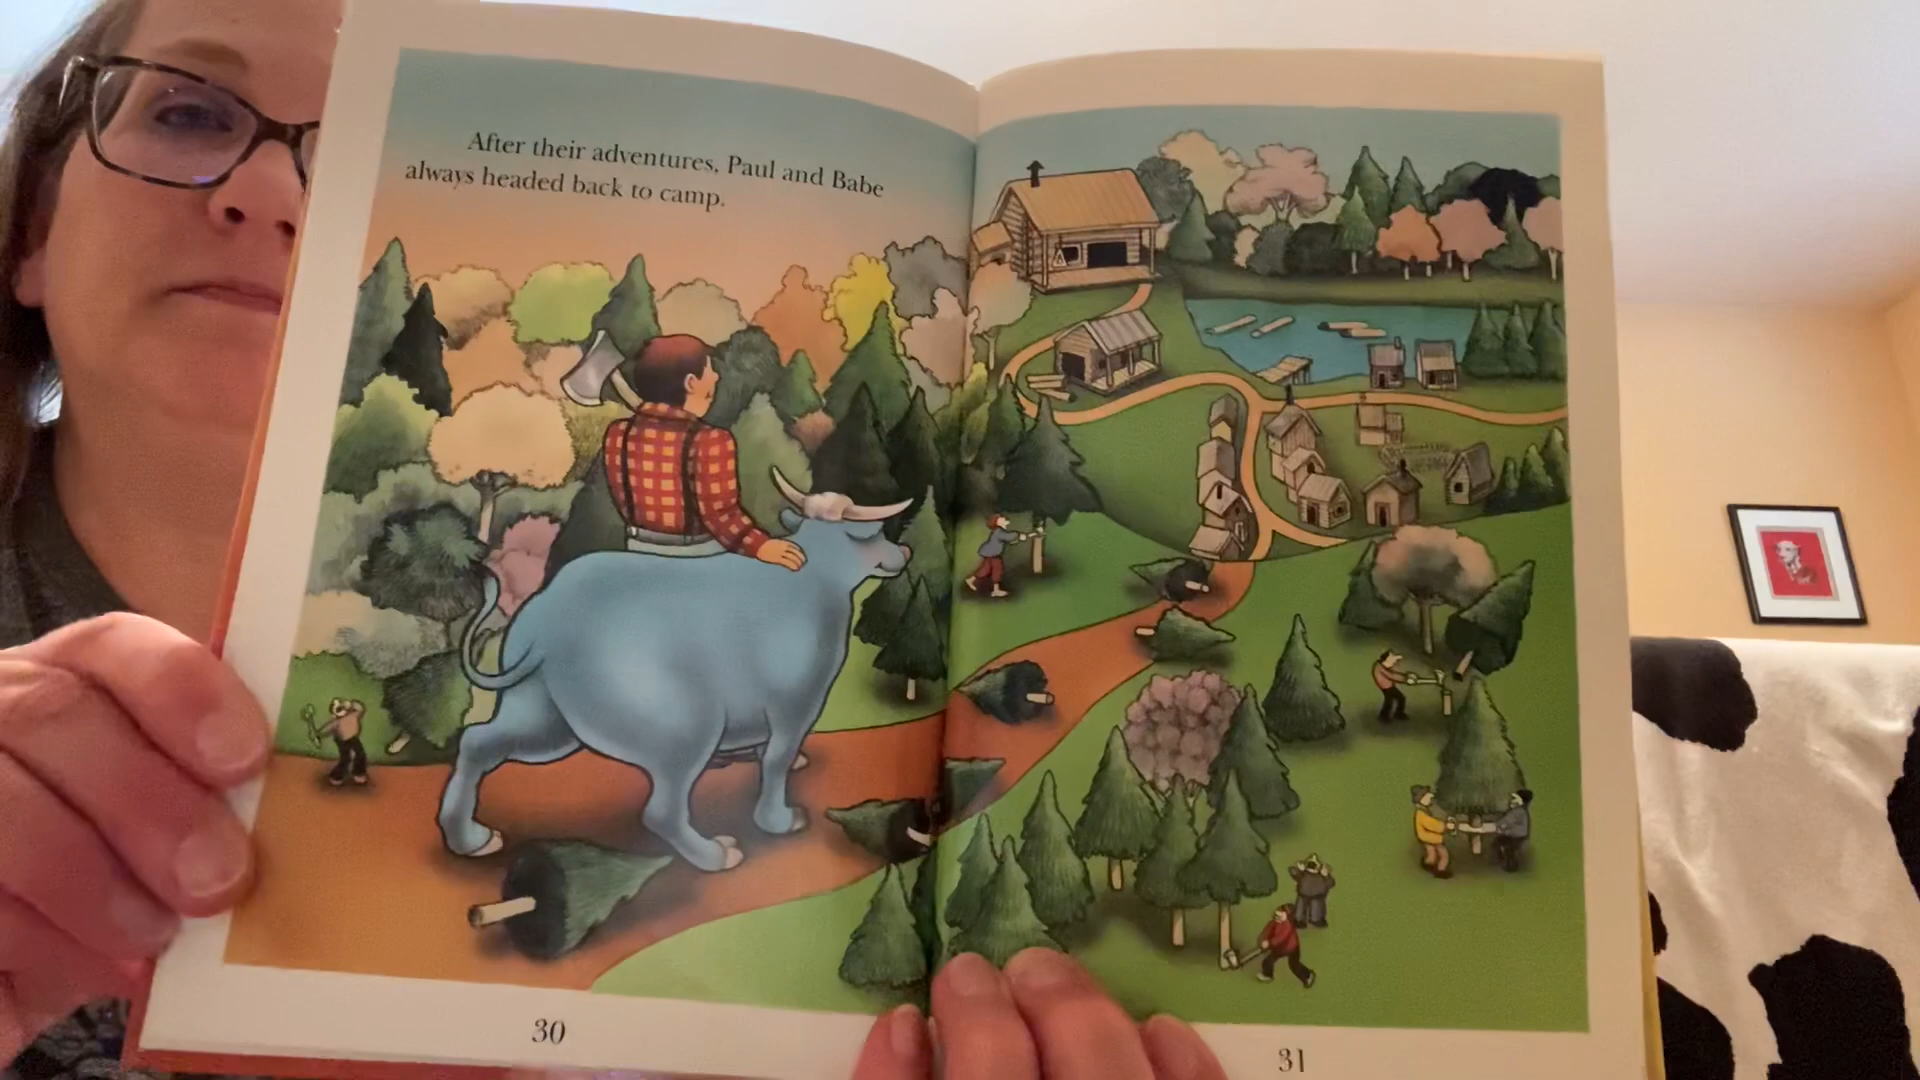 After their adventures, Paul and Babe
always headed back to camp.
30
31